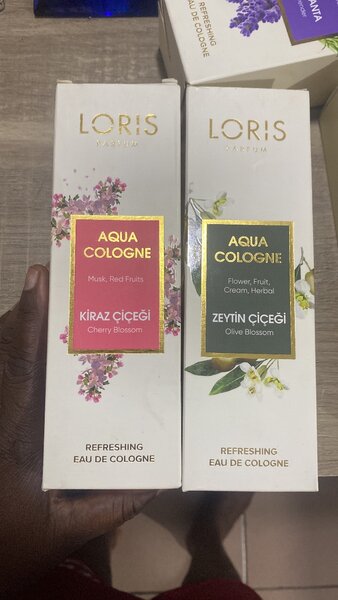 REFRESHING
EAU DE COLOGNE
LORIS
PARFUM
AQUA
COLOGNE
Musk, Red Fruits
KİRAZ ÇİÇEĞİ
Cherry Blossom
REFRESHING
EAU DE COLOGNE
LORIS
PARFUM
AQUA
COLOGNE
Flower, Fruit,
Cream, Herbal
ZEYTİN ÇİÇEĞİ
Olive Blossom
REFRESHING
EAU DE COLOGNE